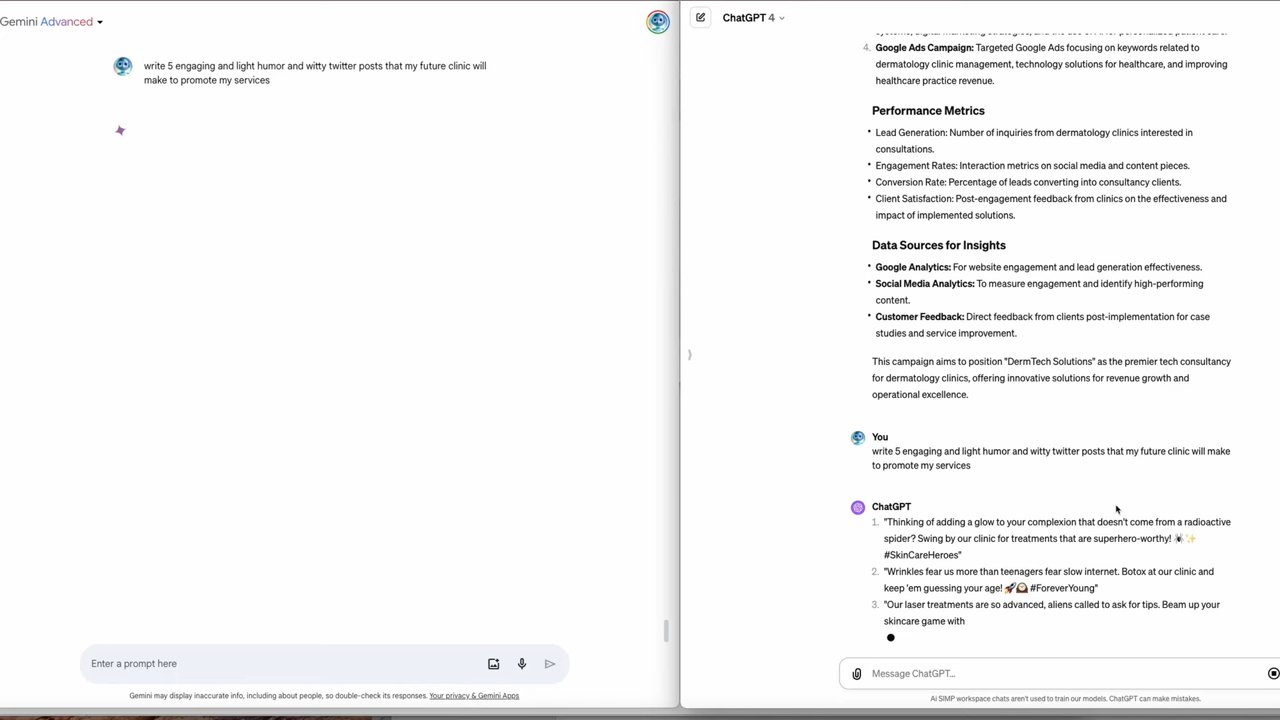 Gemini Advanced
write 5 engaging and light humor and witty twitter posts that my future clinic will
make to promote my services
Enter a prompt here
Gemini may display inaccurate info, including about people, so double-check its responses. Your privacy & Gemini Apps
ChatGPT 4
4. Google Ads Campaign: Targeted Google Ads focusing on keywords related to
dermatology clinic management, technology solutions for healthcare, and improving
healthcare practice revenue.
Performance Metrics
• Lead Generation: Number of inquiries from dermatology clinics interested in
consultations.
• Engagement Rates: Interaction metrics on social media and content pieces.
• Conversion Rate: Percentage of leads converting into consultancy clients.
• Client Satisfaction: Post-engagement feedback from clinics on the effectiveness and
impact of implemented solutions.
Data Sources for Insights
• Google Analytics: For website engagement and lead generation effectiveness.
• Social Media Analytics: To measure engagement and identify high-performing
content.
• Customer Feedback: Direct feedback from clients post-implementation for case
studies and service improvement.
This campaign aims to position "DermTech Solutions" as the premier tech consultancy
for dermatology clinics, offering innovative solutions for revenue growth and
operational excellence.
You
write 5 engaging and light humor and witty twitter posts that my future clinic will make
to promote my services
ChatGPT
1. "Thinking of adding a glow to your complexion that doesn't come from a radioactive
spider? Swing by our clinic for treatments that are superhero-worthy! 🕷️✨
#SkinCareHeroes"
2. "Wrinkles fear us more than teenagers fear slow internet. Botox at our clinic and
keep 'em guessing your age! 🚀🕰️ #ForeverYoung"
3. "Our laser treatments are so advanced, aliens called to ask for tips. Beam up your
skincare game with
Message ChatGPT...
AI SIMP workspace chats aren't used to train our models. ChatGPT can make mistakes.